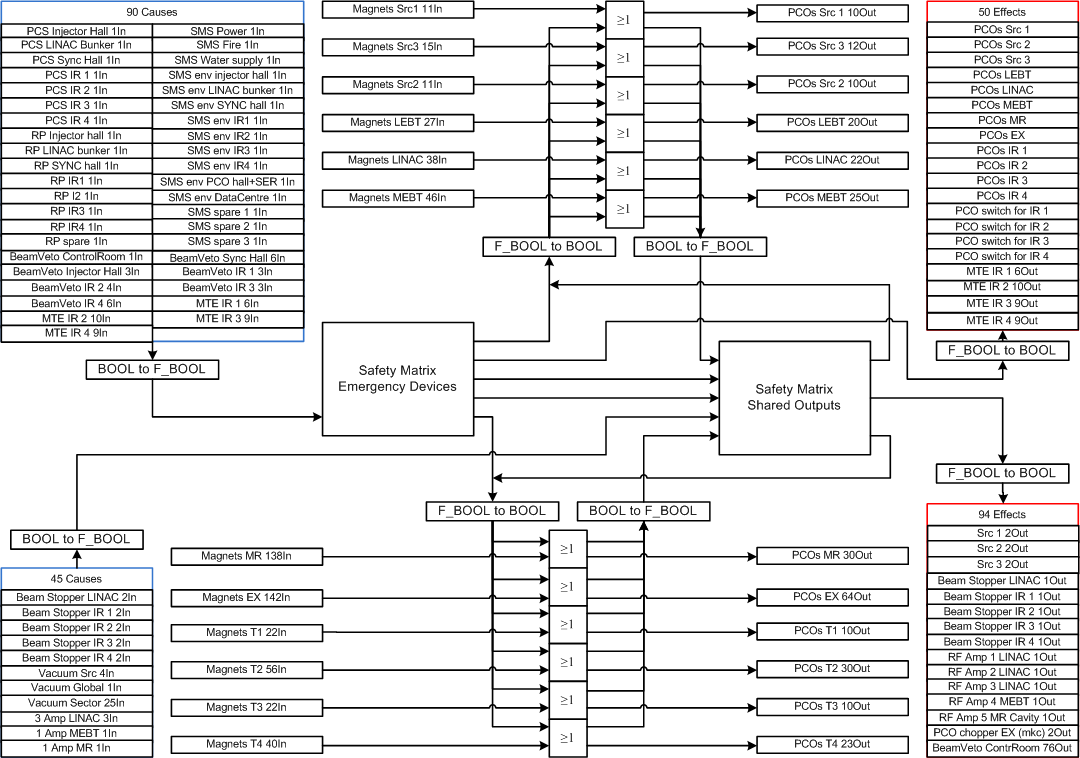 90 Causes
PCS Injector Hall 1In
PCS LINAC Bunker 1In
PCS Sync Hall 1In
PCS IR 1 1In
PCS IR 2 1In
PCS IR 3 1In
PCS IR 4 1In
RP Injector hall 1In
RP LINAC bunker 1In
RP SYNC hall 1In
RP IR1 1In
RP I2 1In
RP IR3 1In
RP IR4 1In
RP spare 1In
BeamVeto ControlRoom 1In
BeamVeto Injector Hall 3In
BeamVeto IR 2 4In
BeamVeto IR 4 6In
MTE IR 2 10In
MTE IR 4 9In
SMS Power 1In
SMS Fire 1In
SMS Water supply 1In
SMS env injector hall 1In
SMS env LINAC bunker 1In
SMS env SYNC hall 1In
SMS env IR1 1In
SMS env IR2 1In
SMS env IR3 1In
SMS env IR4 1In
SMS env PCO hall+SER 1In
SMS env DataCentre 1In
SMS spare 1 1In
SMS spare 2 1In
SMS spare 3 1In
BeamVeto Sync Hall 6In
BeamVeto IR 1 3In
BeamVeto IR 3 3In
MTE IR 1 6In
MTE IR 3 9In
BOOL to F_BOOL
Magnets Src1 11In
Magnets Src3 15In
Magnets Src2 11In
Magnets LEBT 27In
Magnets LINAC 38In
Magnets MEBT 46In
≥1
≥1
≥1
≥1
≥1
≥1
PCOs Src 1 10Out
PCOs Src 3 12Out
PCOs Src 2 10Out
PCOs LEBT 20Out
PCOs LINAC 22Out
PCOs MEBT 25Out
F_BOOL to BOOL
BOOL to F_BOOL
50 Effects
PCOs Src 1
PCOs Src 2
PCOs Src 3
PCOs LEBT
PCOs LINAC
PCOs MEBT
PCOs MR
PCOs EX
PCOs IR 1
PCOs IR 2
PCOs IR 3
PCOs IR 4
PCO switch for IR 1
PCO switch for IR 2
PCO switch for IR 3
PCO switch for IR 4
MTE IR 1 6Out
MTE IR 2 10Out
MTE IR 3 9Out
MTE IR 4 9Out
F_BOOL to BOOL
Safety Matrix
Emergency Devices
Safety Matrix
Shared Outputs
F_BOOL to BOOL
F_BOOL to BOOL
BOOL to F_BOOL
BOOL to F_BOOL
45 Causes
Beam Stopper LINAC 2In
Beam Stopper IR 1 2In
Beam Stopper IR 2 2In
Beam Stopper IR 3 2In
Beam Stopper IR 4 2In
Vacuum Src 4In
Vacuum Global 1In
Vacuum Sector 25In
3 Amp LINAC 3In
1 Amp MEBT 1In
1 Amp MR 1In
Magnets MR 138In
Magnets EX 142In
Magnets T1 22In
Magnets T2 56In
Magnets T3 22In
Magnets T4 40In
≥1
≥1
≥1
≥1
≥1
≥1
PCOs MR 30Out
PCOs EX 64Out
PCOs T1 10Out
PCOs T2 30Out
PCOs T3 10Out
PCOs T4 23Out
94 Effects
Src 1 2Out
Src 2 2Out
Src 3 2Out
Beam Stopper LINAC 1Out
Beam Stopper IR 1 1Out
Beam Stopper IR 2 1Out
Beam Stopper IR 3 1Out
Beam Stopper IR 4 1Out
RF Amp 1 LINAC 1Out
RF Amp 2 LINAC 1Out
RF Amp 3 LINAC 1Out
RF Amp 4 MEBT 1Out
RF Amp 5 MR Cavity 1Out
PCO chopper EX (mkc) 2Out
BeamVeto ContrRoom 76Out